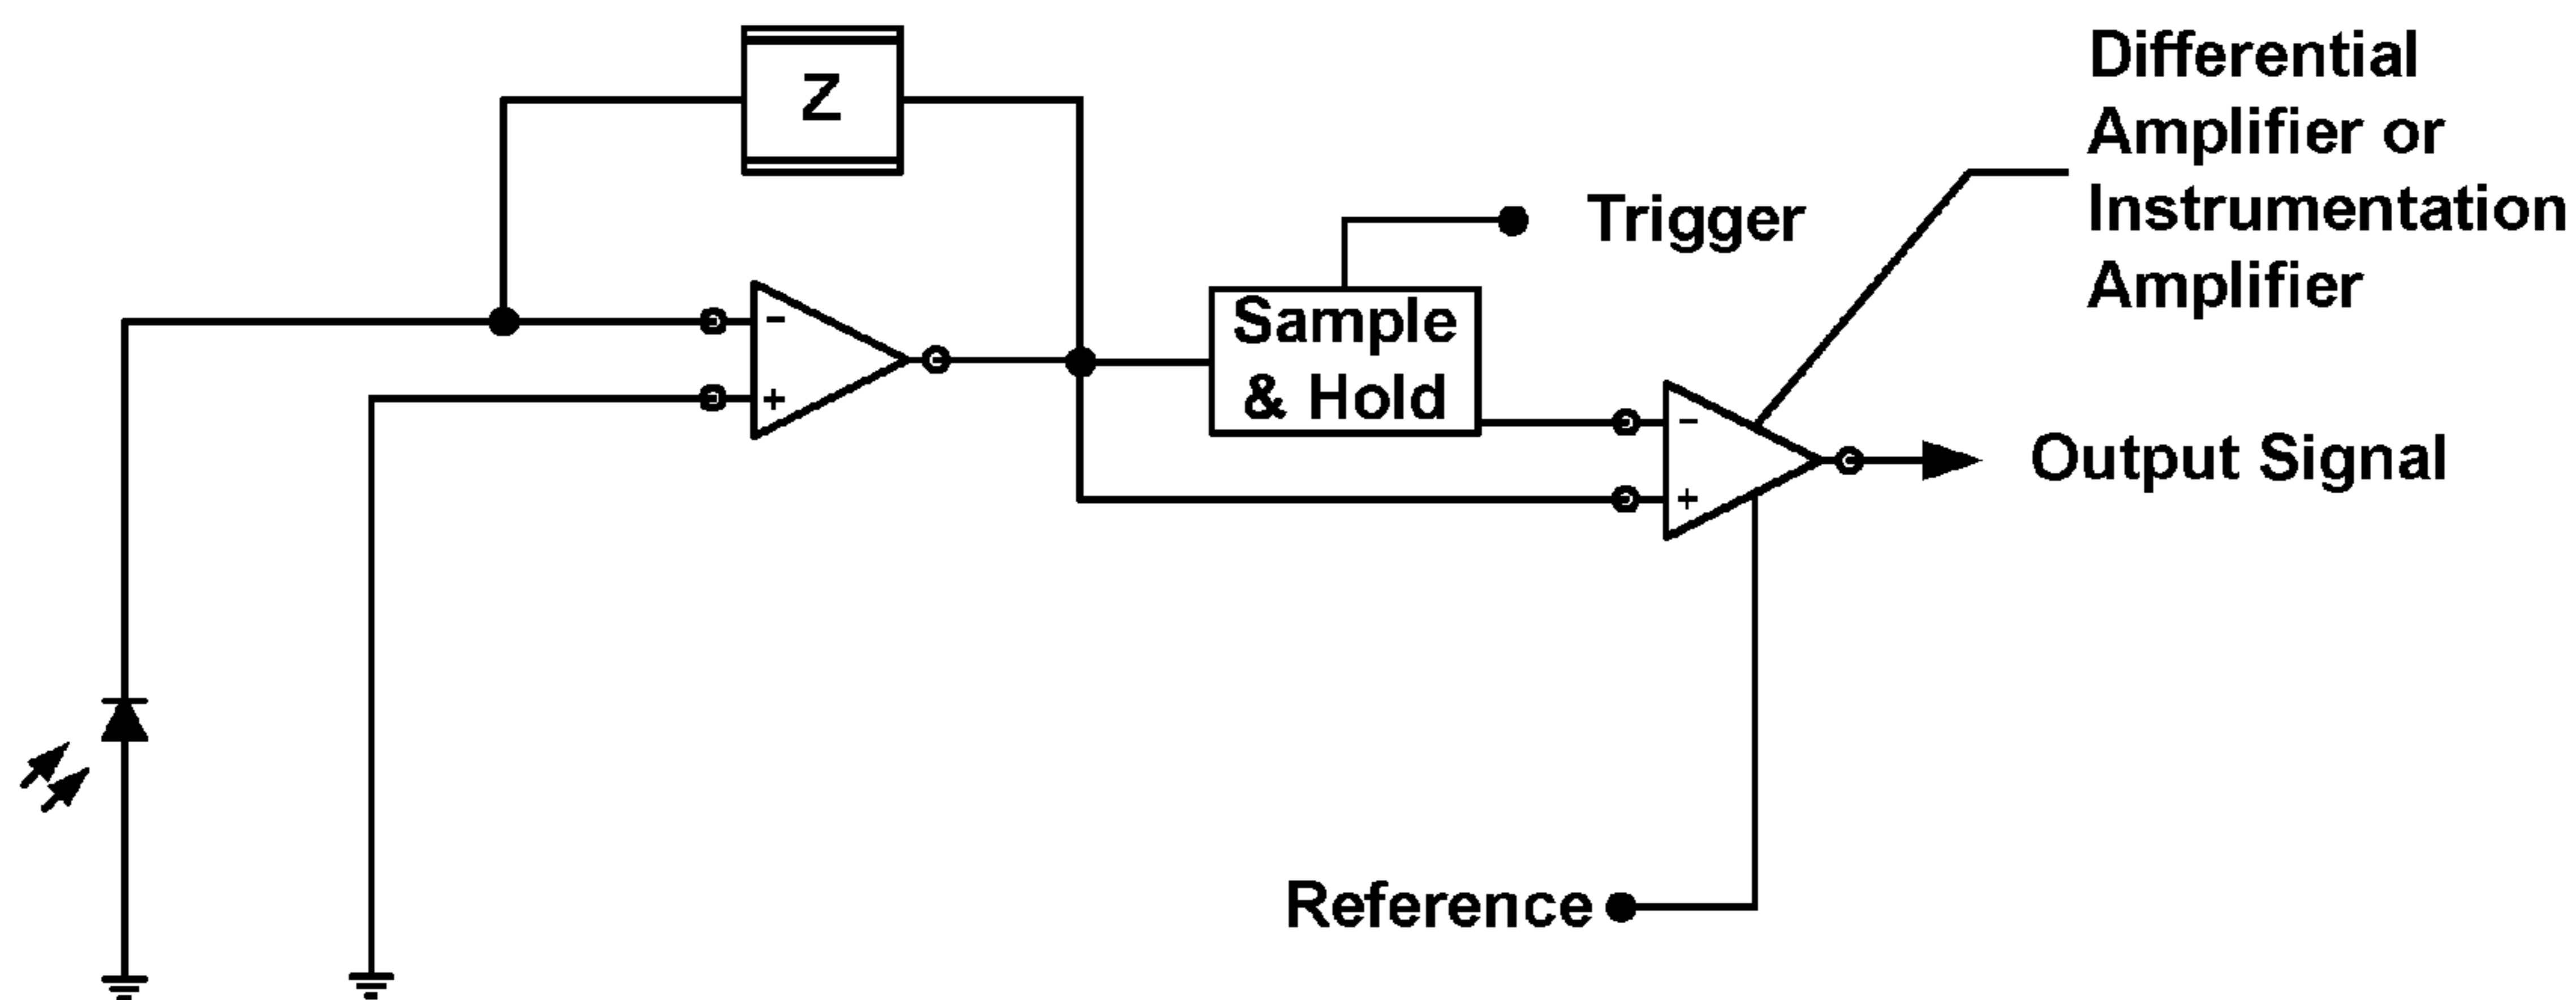 Z
Differential
Amplifier or
Instrumentation
Amplifier
Trigger
Sample
& Hold
-
+
-
+
Output Signal
Reference